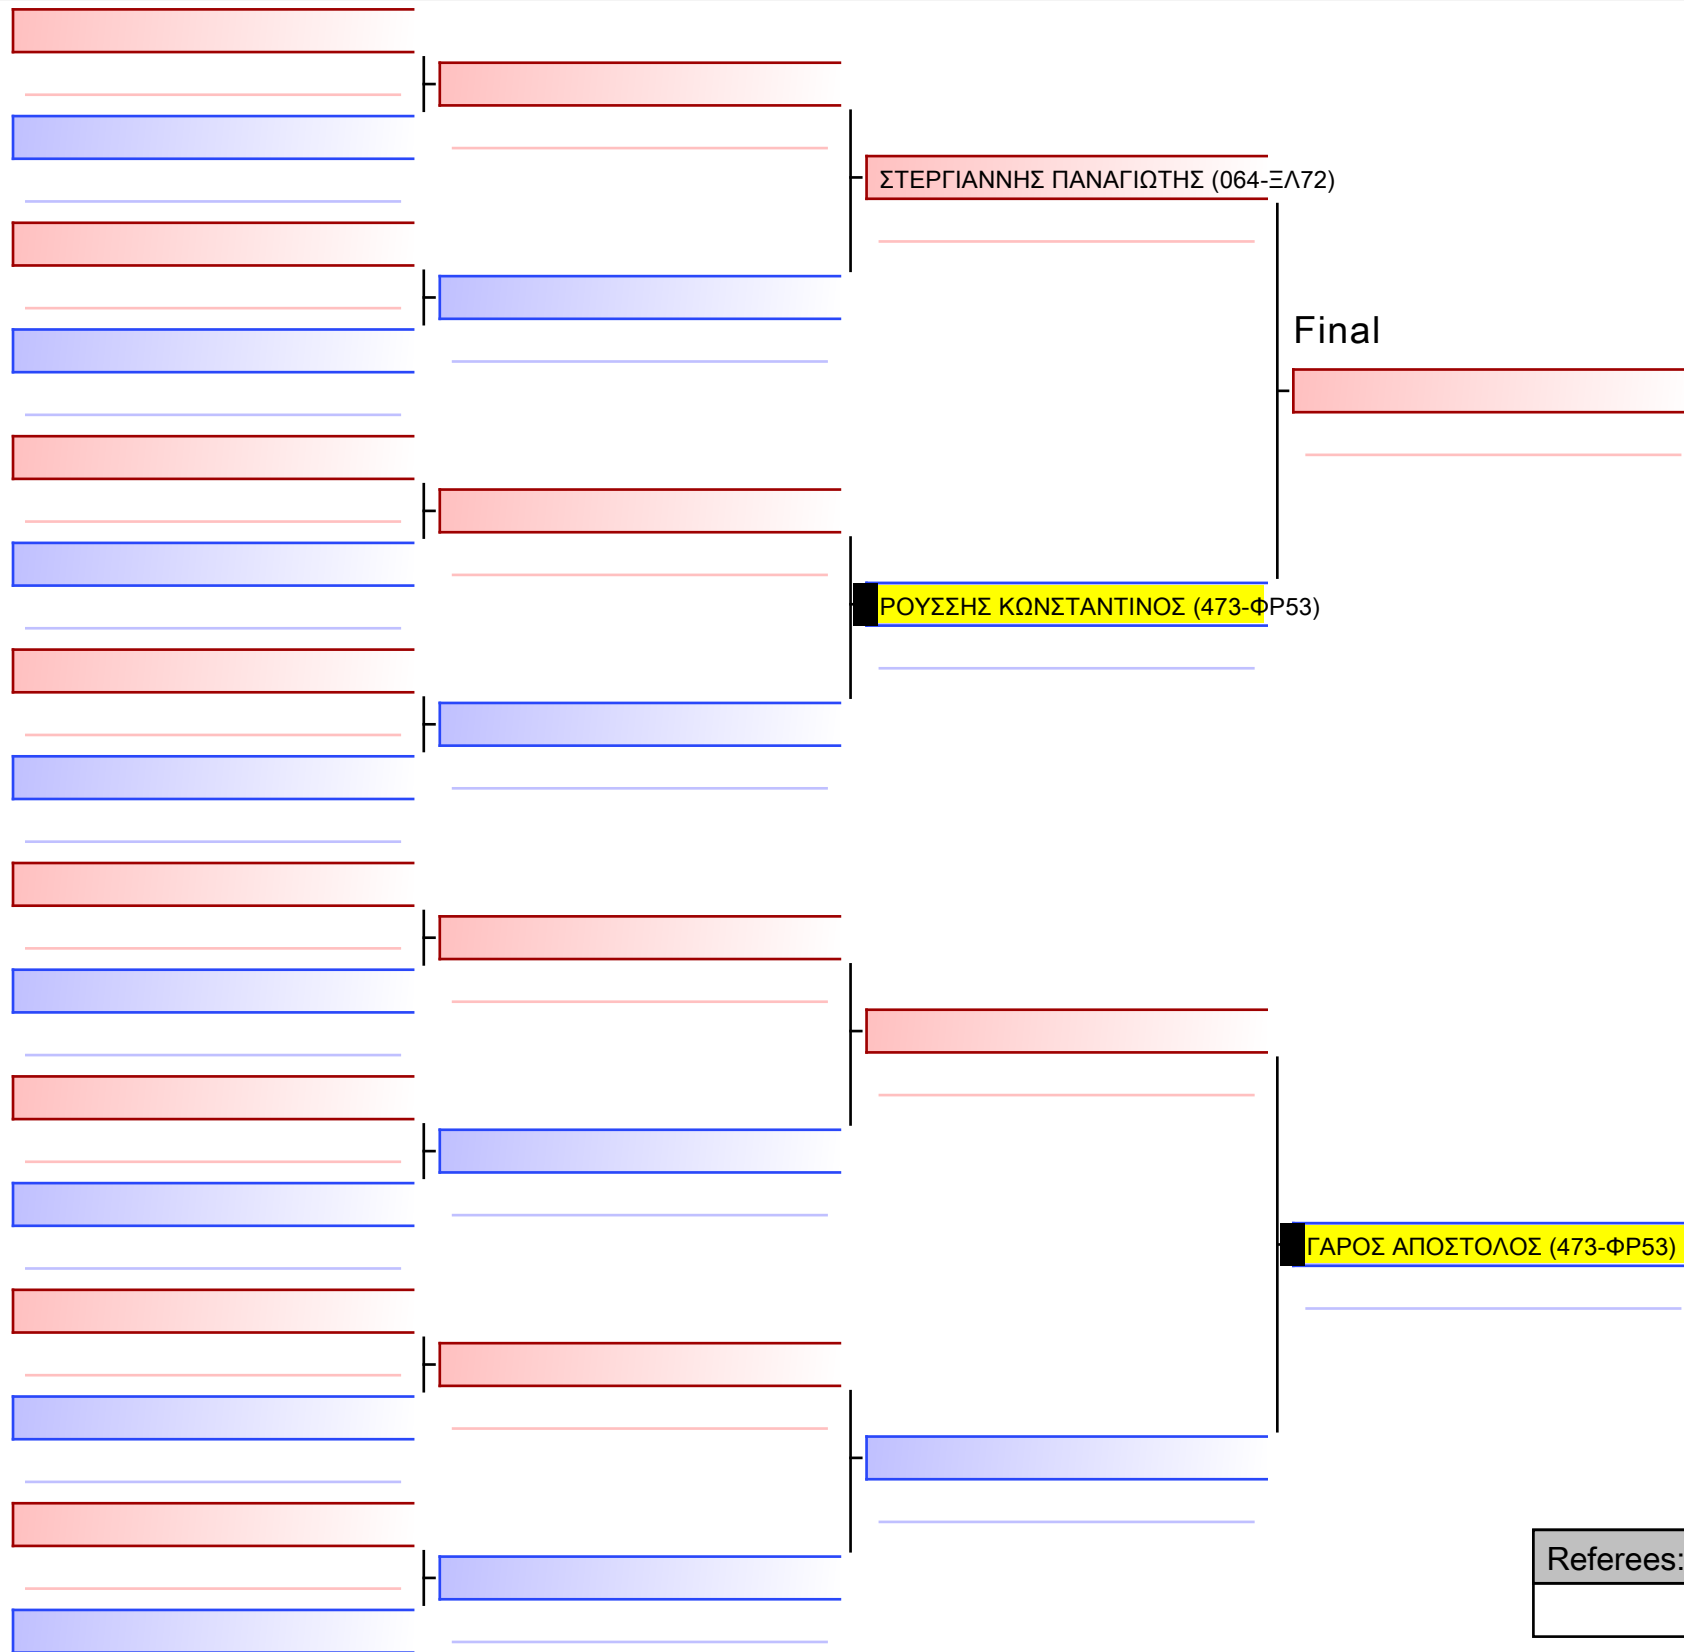 ΣΤΕΡΓΙΑΝΝΗΣ ΠΑΝΑΓΙΩΤΗΣ (064-ΞΛ72)
Final
ΡΟΥΣΣΗΣ ΚΩΝΣΤΑΝΤΙΝΟΣ (473-ΦΡ53)
ΓΑΡΟΣ ΑΠΟΣΤΟΛΟΣ (473-ΦΡ53)
Referees: